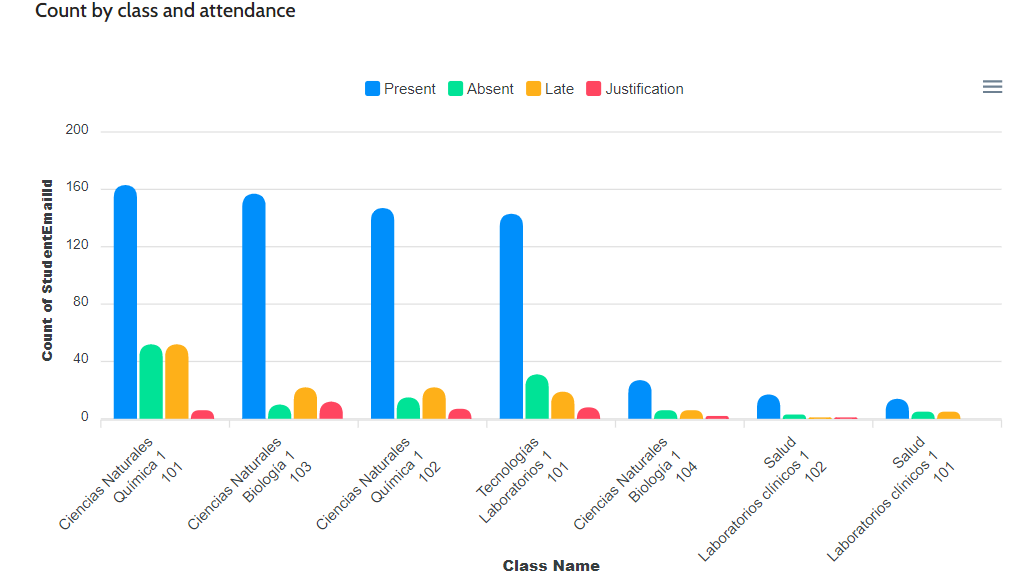 Count by class and attendance
Present Absent Late Justification
200
160
120
80
40
0
Count of StudentEmailId
Ciencias Naturales
Química 1
101
Ciencias Naturales
Biología 1
103
Ciencias Naturales
Química 1
102
Tecnologías
Laboratorios 1
101
Ciencias Naturales
Biología 1
104
Salud
Laboratorios clínicos 1
102
Salud
Laboratorios clínicos 1
101
Class Name